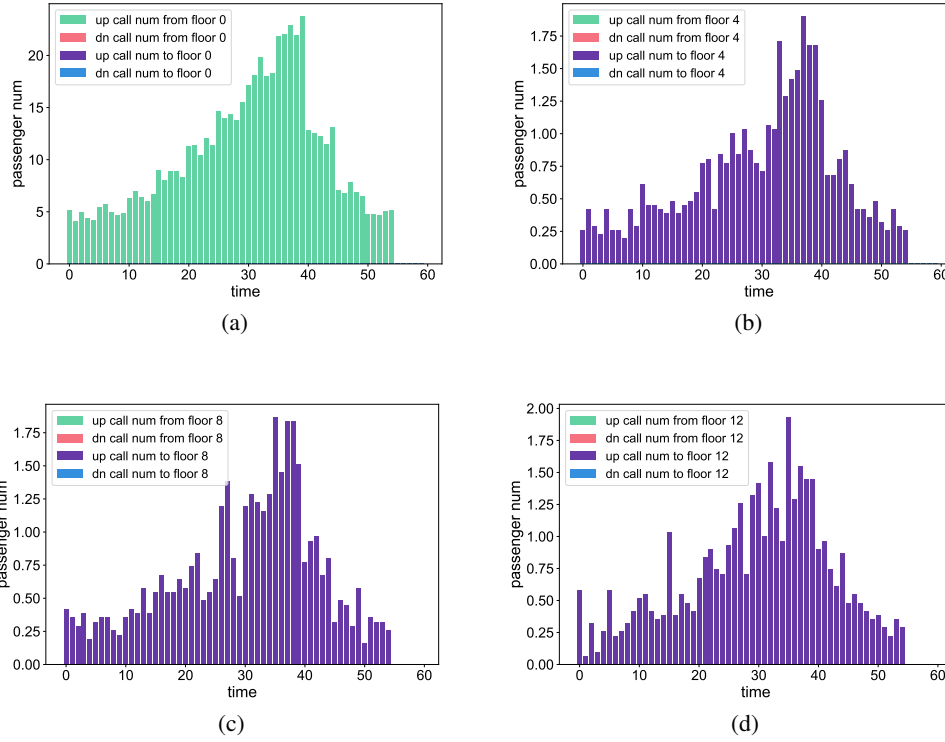 up call num from floor 0
dn call num from floor 0
up call num to floor 0
dn call num to floor 0
passenger num
20
15
10
5
0
0 10 20 30 40 50 60
time
(a)
up call num from floor 4
dn call num from floor 4
up call num to floor 4
dn call num to floor 4
passenger num
1.75
1.50
1.25
1.00
0.75
0.50
0.25
0.00
0 10 20 30 40 50 60
time
(b)
up call num from floor 8
dn call num from floor 8
up call num to floor 8
dn call num to floor 8
passenger num
1.75
1.50
1.25
1.00
0.75
0.50
0.25
0.00
0 10 20 30 40 50 60
time
(c)
up call num from floor 12
dn call num from floor 12
up call num to floor 12
dn call num to floor 12
passenger num
2.00
1.75
1.50
1.25
1.00
0.75
0.50
0.25
0.00
0 10 20 30 40 50 60
time
(d)